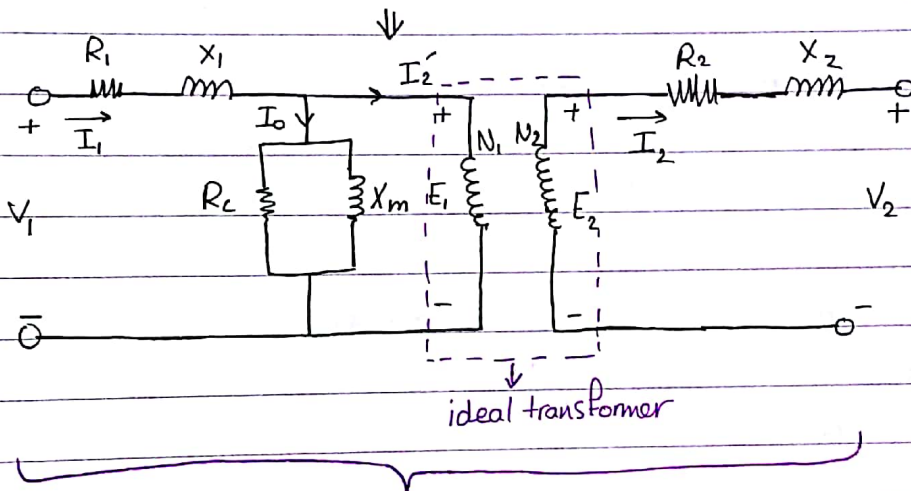 R₁ X₁ I₂´ R₂ X₂
+ I₁ I₀ + N₁ N₂ + I₂ +
V₁ Rc Xm E₁ E₂ V₂
- - - -
ideal transformer